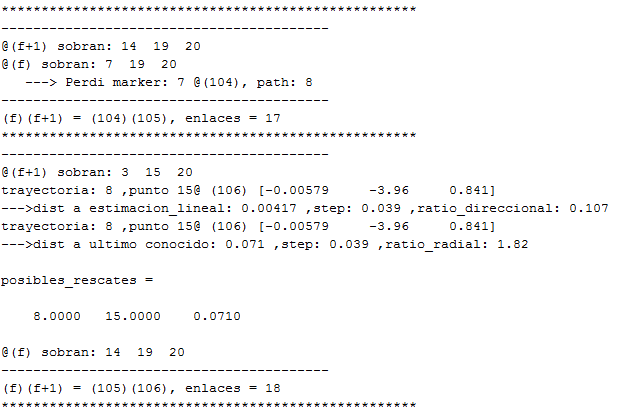 ****************************************************
-----------------------------------------
@(f+1) sobran: 14  19  20
@(f) sobran: 7  19  20
   ---> Perdi marker: 7 @(104), path: 8
-----------------------------------------
(f)(f+1) = (104)(105), enlaces = 17
****************************************************
-----------------------------------------
@(f+1) sobran: 3  15  20
trayectoria: 8 ,punto 15@ (106) [-0.00579     -3.96     0.841]
--->dist a estimacion_lineal: 0.00417 ,step: 0.039 ,ratio_direccional: 0.107
trayectoria: 8 ,punto 15@ (106) [-0.00579     -3.96     0.841]
--->dist a ultimo conocido: 0.071 ,step: 0.039 ,ratio_radial: 1.82
posibles_rescates =
    8.0000   15.0000    0.0710
@(f) sobran: 14  19  20
-----------------------------------------
(f)(f+1) = (105)(106), enlaces = 18
****************************************************